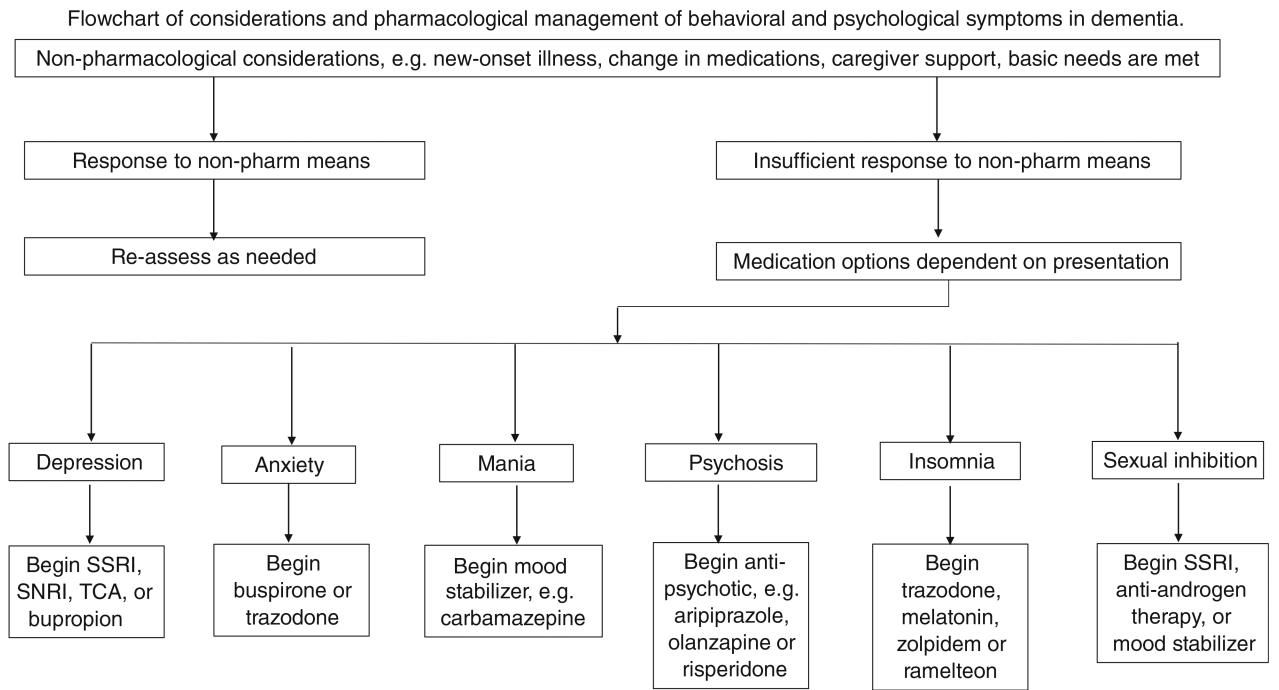 Flowchart of considerations and pharmacological management of behavioral and psychological symptoms in dementia.
Non-pharmacological considerations, e.g. new-onset illness, change in medications, caregiver support, basic needs are met
Response to non-pharm means
Insufficient response to non-pharm means
Re-assess as needed
Medication options dependent on presentation
Depression
Anxiety
Mania
Psychosis
Insomnia
Sexual inhibition
Begin SSRI,
SNRI, TCA, or
bupropion
Begin
buspirone or
trazodone
Begin mood
stabilizer, e.g.
carbamazepine
Begin anti-
psychotic, e.g.
aripiprazole,
olanzapine or
risperidone
Begin
trazodone,
melatonin,
zolpidem or
ramelteon
Begin SSRI,
anti-androgen
therapy, or
mood stabilizer